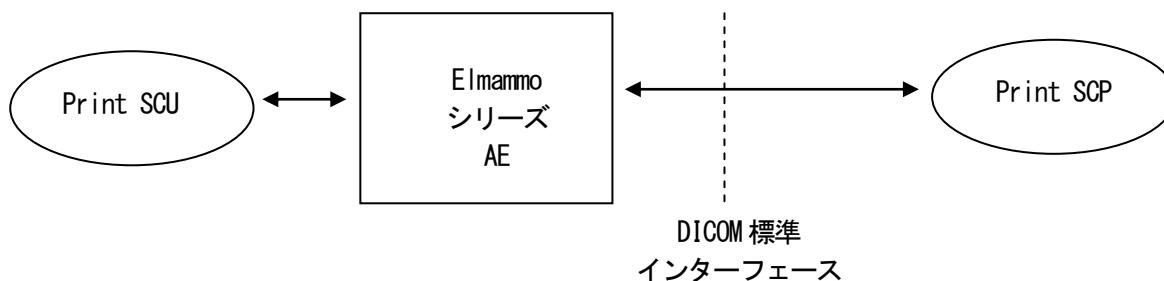 Print SCU
Elmammo
シリーズ
AE
Print SCP
DICOM 標準
インターフェース